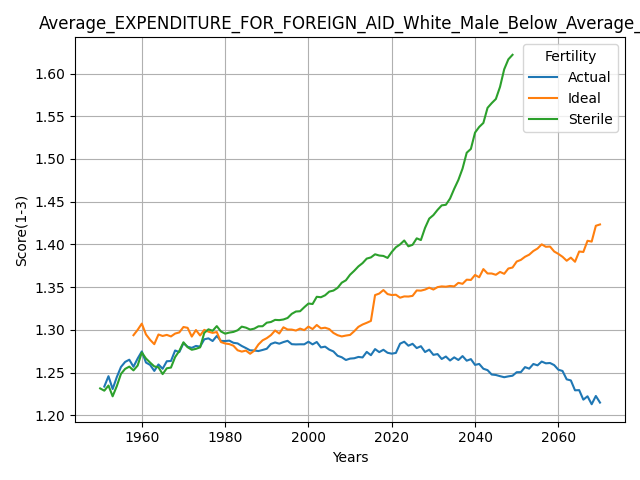 Average_EXPENDITURE_FOR_FOREIGN_AID_White_Male_Below_Average_
Fertility
Actual
Ideal
Sterile
Score(1-3)
1.60
1.55
1.50
1.45
1.40
1.35
1.30
1.25
1.20
1960 1980 2000 2020 2040 2060
Years